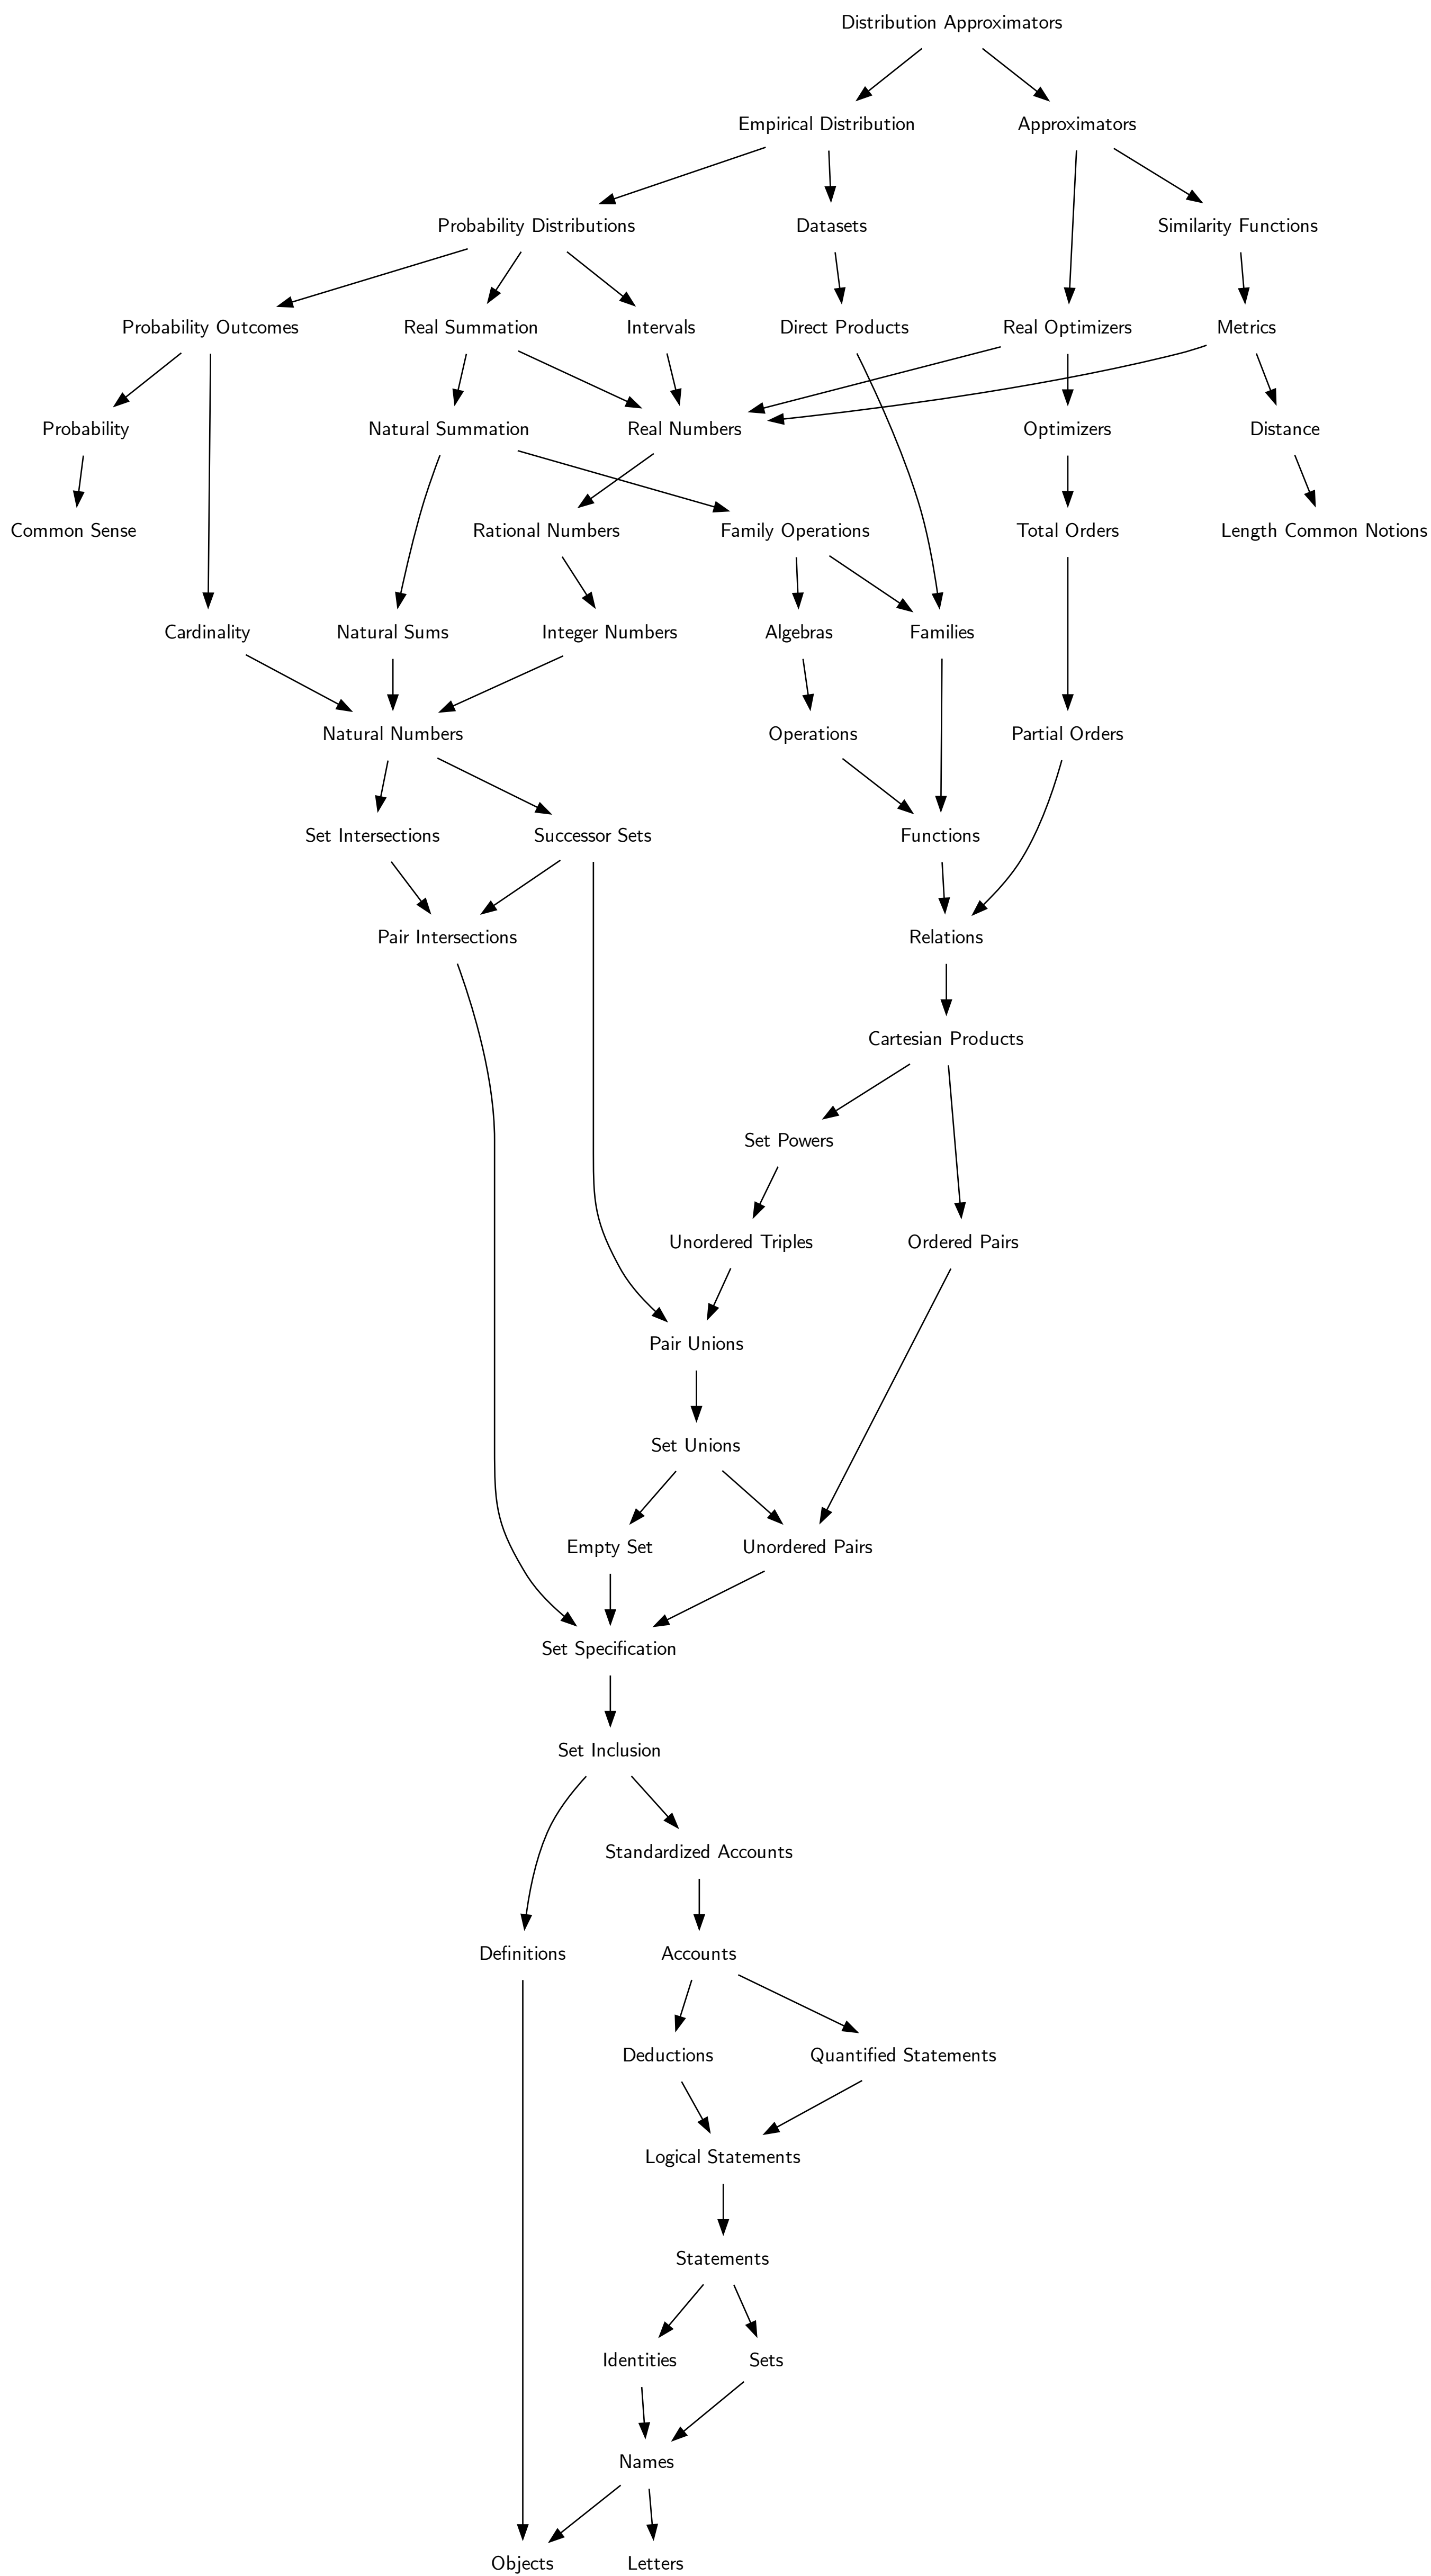 Distribution Approximators
Empirical Distribution
Approximators
Probability Distributions
Datasets
Similarity Functions
Probability Outcomes
Real Summation
Intervals
Direct Products
Real Optimizers
Metrics
Probability
Natural Summation
Real Numbers
Optimizers
Distance
Common Sense
Rational Numbers
Family Operations
Total Orders
Length Common Notions
Cardinality
Natural Sums
Integer Numbers
Algebras
Families
Natural Numbers
Operations
Partial Orders
Set Intersections
Successor Sets
Functions
Pair Intersections
Relations
Cartesian Products
Set Powers
Unordered Triples
Ordered Pairs
Pair Unions
Set Unions
Empty Set
Unordered Pairs
Set Specification
Set Inclusion
Standardized Accounts
Definitions
Accounts
Deductions
Quantified Statements
Logical Statements
Statements
Identities
Sets
Names
Objects
Letters